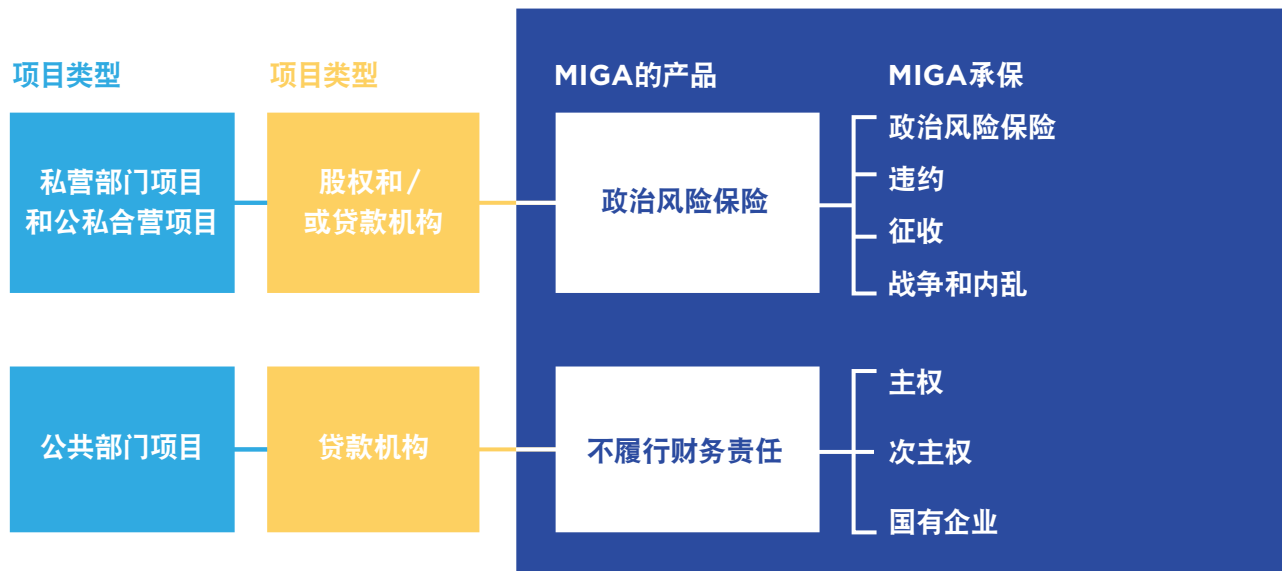 项目类型
项目类型
MIGA的产品
MIGA承保
私营部门项目
和公私合营项目
股权和/
或贷款机构
政治风险保险
政治风险保险
违约
征收
战争和内乱
公共部门项目
贷款机构
不履行财务责任
主权
次主权
国有企业